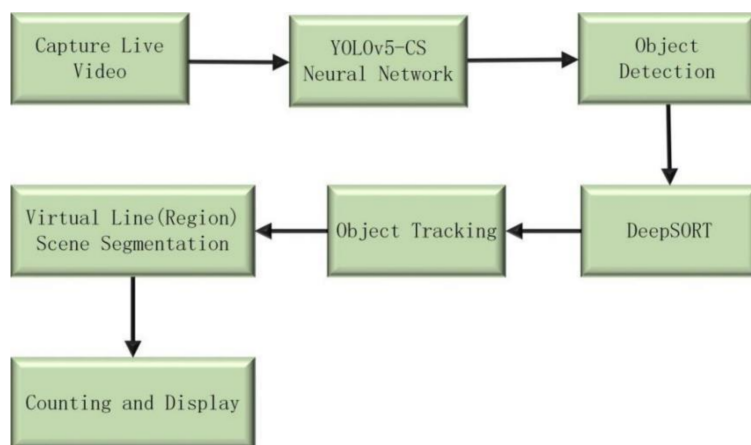 Capture Live
Video
YOLOv5-CS
Neural Network
Object
Detection
DeepSORT
Object Tracking
Virtual Line(Region)
Scene Segmentation
Counting and Display